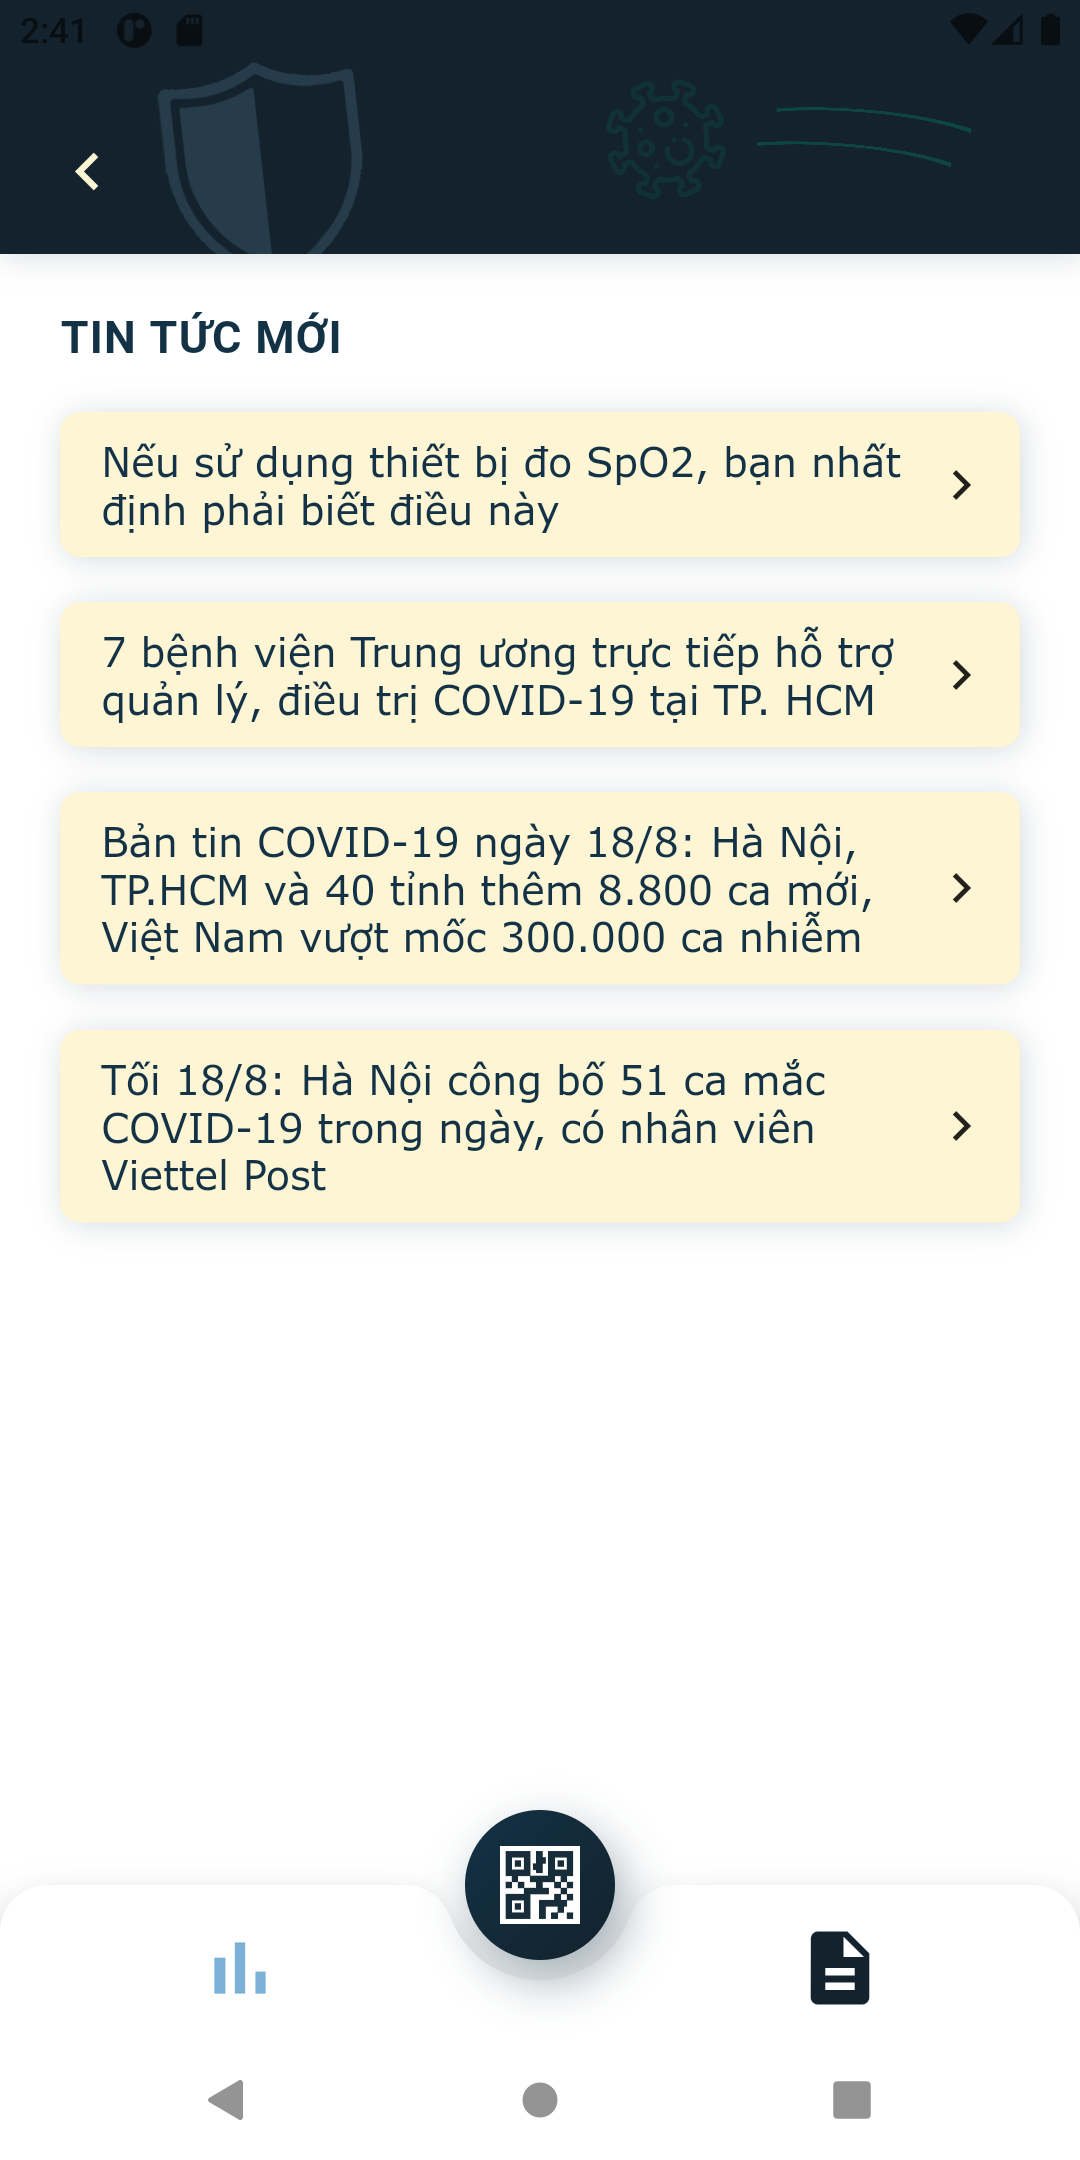 2:41
TIN TỨC MỚI
Nếu sử dụng thiết bị đo SpO2, bạn nhất
định phải biết điều này
7 bệnh viện Trung ương trực tiếp hỗ trợ
quản lý, điều trị COVID-19 tại TP. HCM
Bản tin COVID-19 ngày 18/8: Hà Nội,
TP.HCM và 40 tỉnh thêm 8.800 ca mới,
Việt Nam vượt mốc 300.000 ca nhiễm
Tối 18/8: Hà Nội công bố 51 ca mắc
COVID-19 trong ngày, có nhân viên
Viettel Post